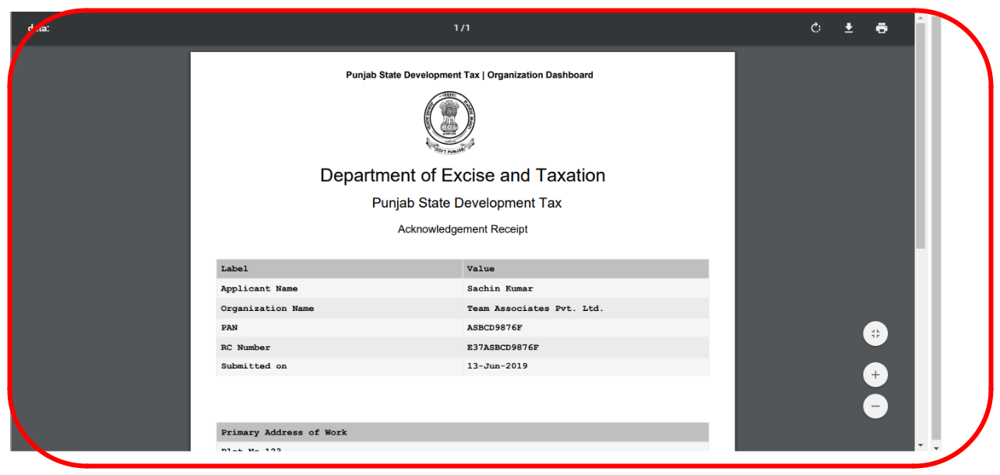 data:
1 / 1
Punjab State Development Tax | Organization Dashboard
GOVT PUNJAB
Department of Excise and Taxation
Punjab State Development Tax
Acknowledgement Receipt
Label Value
Applicant Name Sachin Kumar
Organization Name Team Associates Pvt. Ltd.
PAN ASBCD9876F
RC Number E37ASBCD9876F
Submitted on 13-Jun-2019
Primary Address of Work
Plot No 123